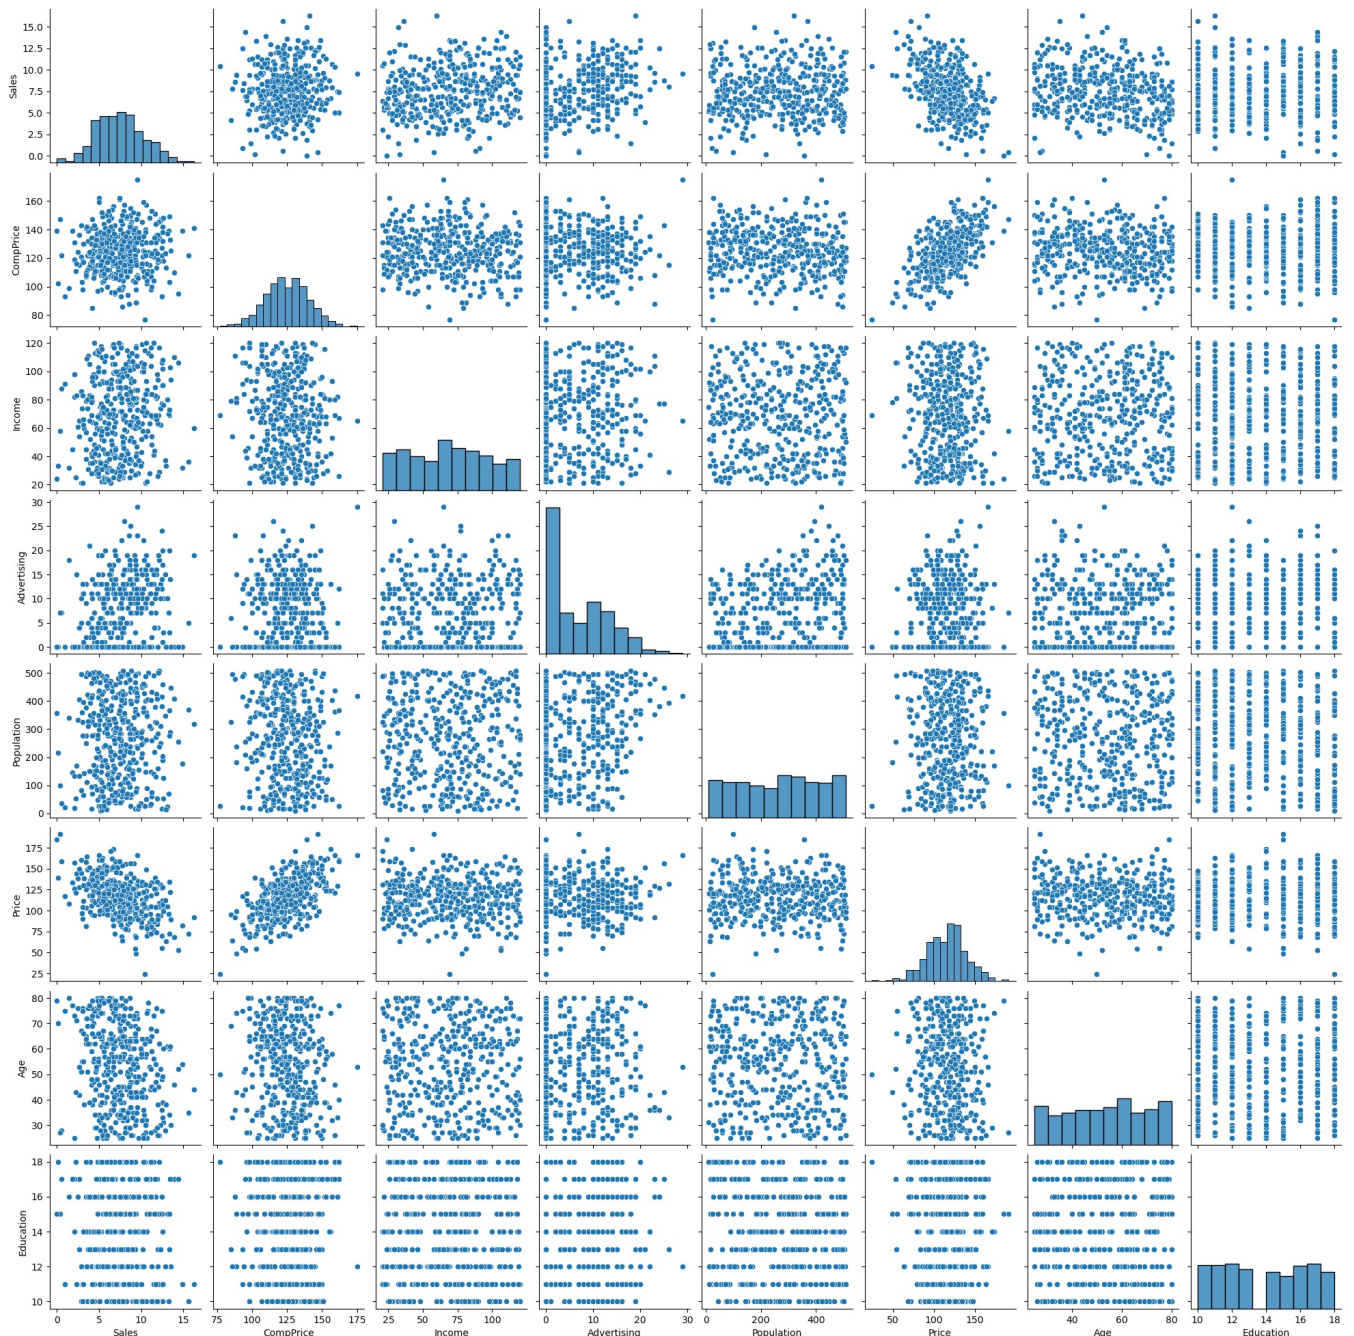 15.0
12.5
10.0
7.5
5.0
2.5
0.0
Sales
160
140
120
100
80
CompPrice
120
100
80
60
40
20
Income
30
25
20
15
10
5
0
Advertising
500
400
300
200
100
0
Population
175
150
125
100
75
50
25
Price
80
70
60
50
40
30
Age
18
16
14
12
10
Education
0 5 10 15
Sales
75 100 125 150 175
CompPrice
25 50 75 100
Income
0 10 20 30
Advertising
0 200 400
Population
50 100 150
Price
40 60 80
Age
10 12 14 16 18
Education